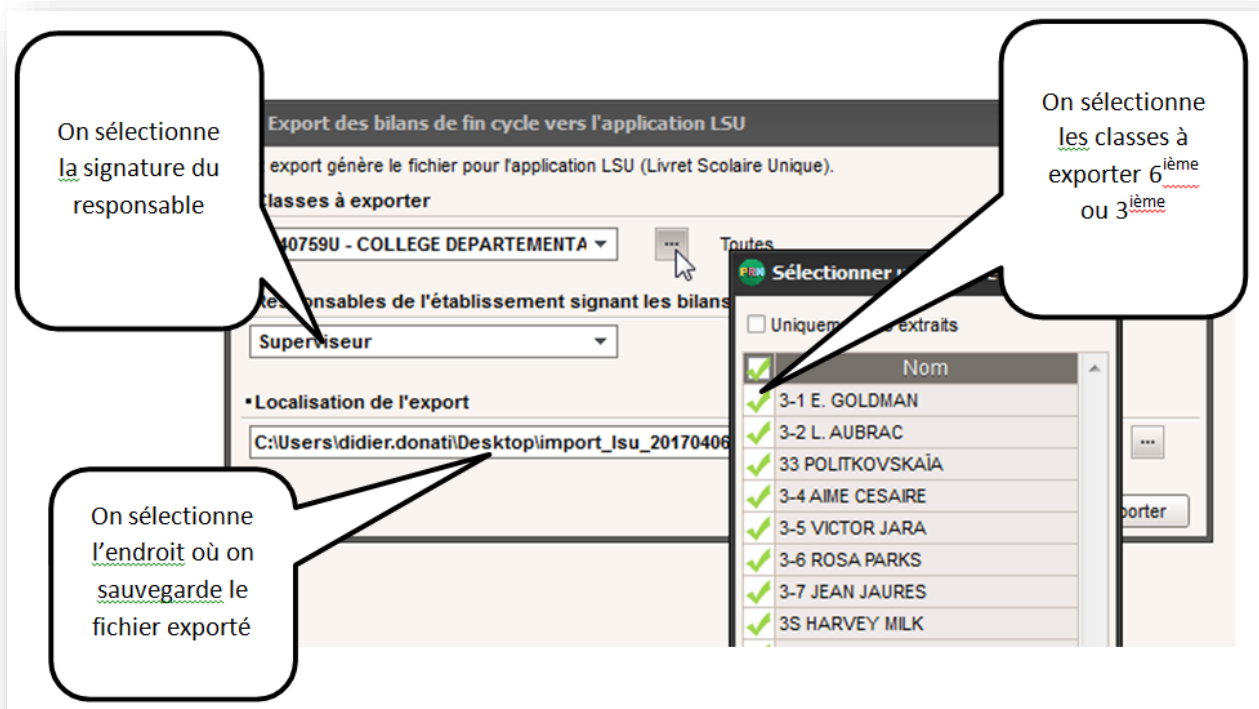 On sélectionne
la signature du
responsable
On sélectionne
les classes à
exporter 6ième
ou 3ième
Export des bilans de fin cycle vers l'application LSU
export génère le fichier pour l'application LSU (Livret Scolaire Unique).
Classes à exporter
40759U - COLLEGE DEPARTEMENTA
...
Toutes
Responsables de l'établissement signant les bilans
Superviseur
Localisation de l'export
C:\Users\didier.donati\Desktop\import_lsu_20170406
...
PRN Sélectionner
extraits
Nom
3-1 E. GOLDMAN
3-2 L. AUBRAC
33 POLITKOVSKAÏA
3-4 AIME CESAIRE
3-5 VICTOR JARA
3-6 ROSA PARKS
3-7 JEAN JAURES
3S HARVEY MILK
porter
On sélectionne
l'endroit où on
sauvegarde le
fichier exporté